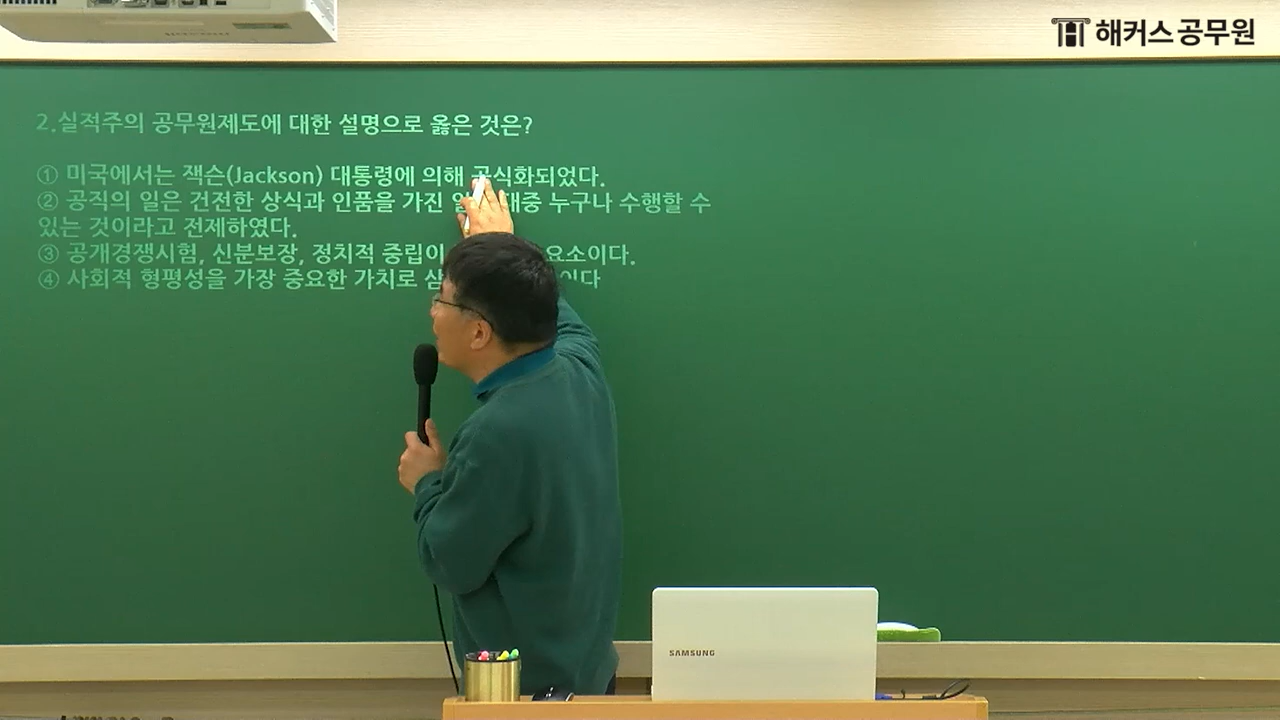 해커스공무원
2.실적주의 공무원제도에 대한 설명으로 옳은 것은?
① 미국에서는 잭슨(Jackson) 대통령에 의해 공식화되었다.
② 공직의 일은 건전한 상식과 인품을 가진 대중 누구나 수행할 수
있는 것이라고 전제하였다.
③ 공개경쟁시험, 신분보장, 정치적 중립이 요소이다.
④ 사회적 형평성을 가장 중요한 가치로
SAMSUNG